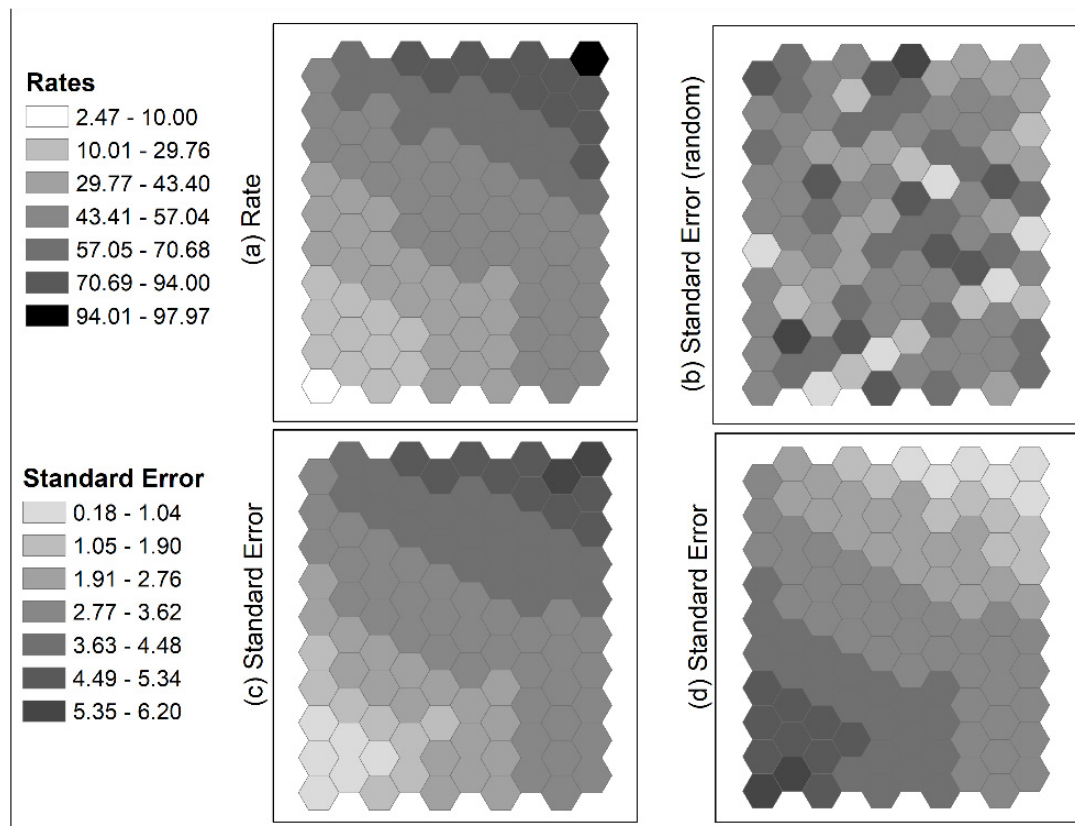 Rates
2.47 - 10.00
10.01 - 29.76
29.77 - 43.40
43.41 - 57.04
57.05 - 70.68
70.69 - 94.00
94.01 - 97.97
(a) Rate
(b) Standard Error (random)
Standard Error
0.18 - 1.04
1.05 - 1.90
1.91 - 2.76
2.77 - 3.62
3.63 - 4.48
4.49 - 5.34
5.35 - 6.20
(c) Standard Error
(d) Standard Error